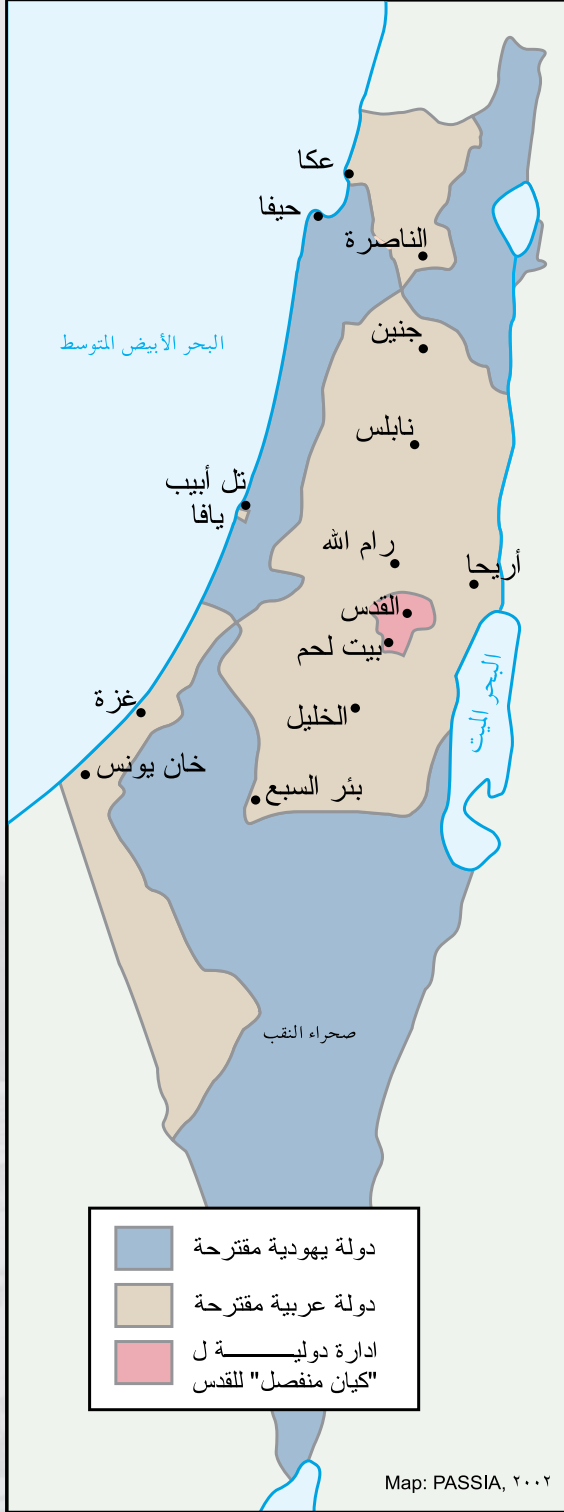 عكا
حيفا
الناصرة
جنين
البحر الأبيض المتوسط
نابلس
تل أبيب
يافا
رام الله
أريحا
القدس
بيت لحم
البحر الميت
غزة
الخليل
خان يونس
بئر السبع
صحراء النقب
دولة يهودية مقترحة
دولة عربية مقترحة
ادارة دوليـــــــة ل
"كيان منفصل" للقدس
Map: PASSIA, ٢٠٠٢